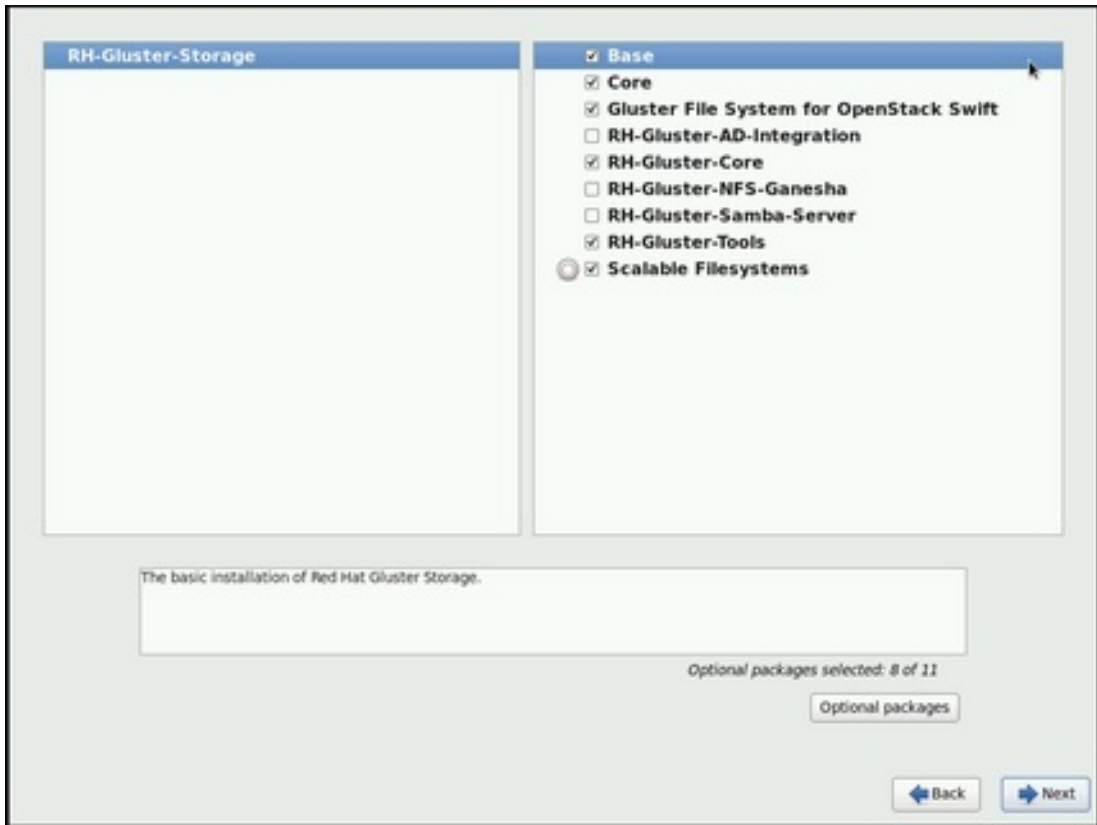 RH-Gluster-Storage
Base
Core
Gluster File System for OpenStack Swift
RH-Gluster-AD-Integration
RH-Gluster-Core
RH-Gluster-NFS-Ganesha
RH-Gluster-Samba-Server
RH-Gluster-Tools
Scalable Filesystems
The basic installation of Red Hat Gluster Storage.
Optional packages selected: 8 of 11
Optional packages
Back
Next